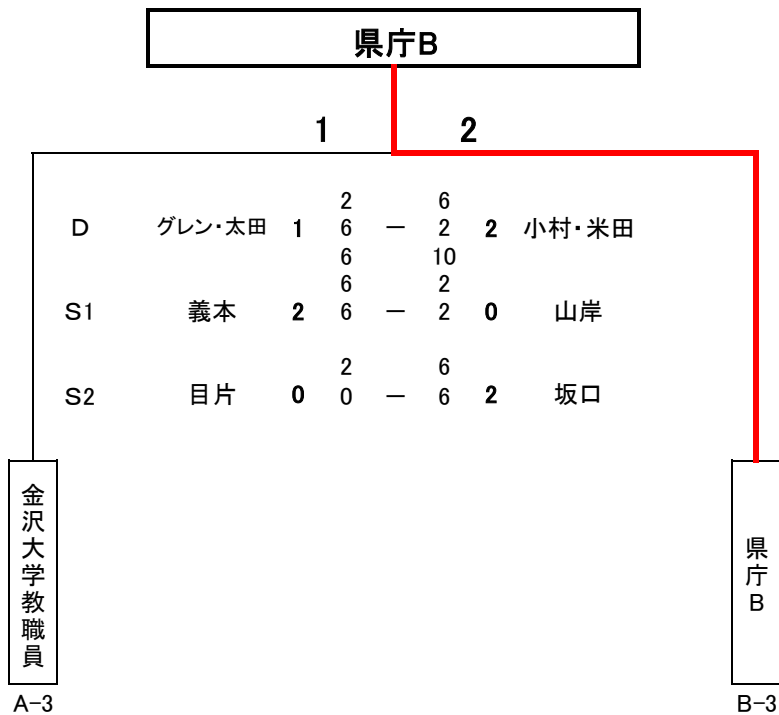 県庁B
1 2
2 6
D グレン・太田 1 6 － 2 2 小村・米田
6 10
6 2
S1 義本 2 6 － 2 0 山岸
2 6
S2 目片 0 0 － 6 2 坂口
金沢大学教職員
県庁B
A-3 B-3